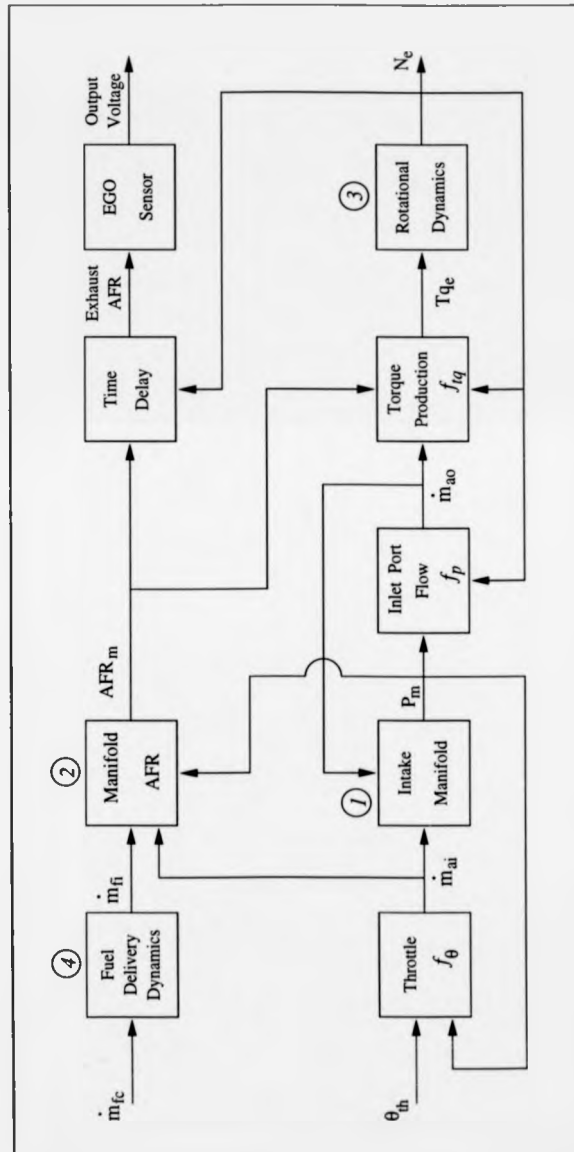 ṁfc
④
Fuel
Delivery
Dynamics
ṁfi
②
Manifold
AFR
AFRm
Time
Delay
Exhaust
AFR
EGO
Sensor
Output
Voltage
θth
Throttle
fθ
ṁai
①
Intake
Manifold
Pm
Inlet Port
Flow
fp
ṁao
Torque
Production
ftq
Tqe
③
Rotational
Dynamics
Ne